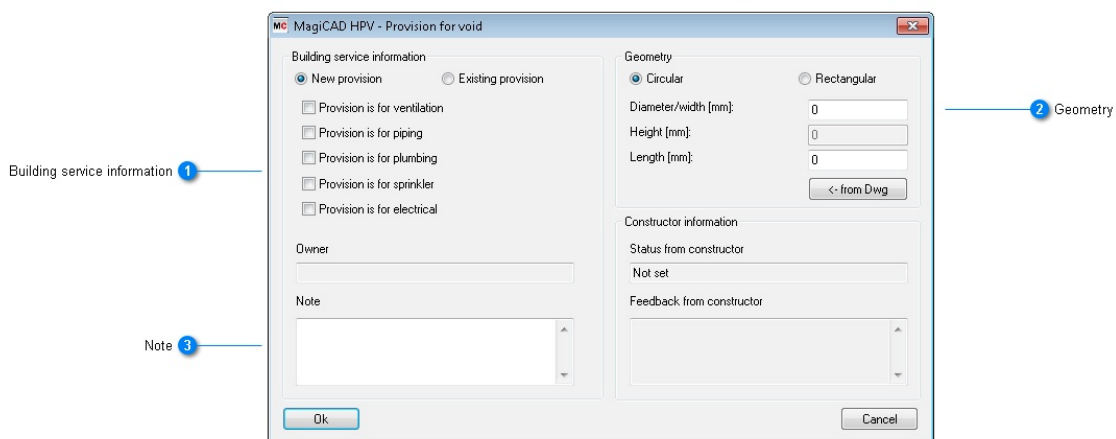 MC MagiCAD HPV - Provision for void
Building service information
New provision Existing provision
Provision is for ventilation
Provision is for piping
Provision is for plumbing
Provision is for sprinkler
Provision is for electrical
Owner
Note
Geometry
Circular Rectangular
Diameter/width [mm]: 0
Height [mm]: 0
Length [mm]: 0
<- from Dwg
Constructor information
Status from constructor
Not set
Feedback from constructor
Ok Cancel
Building service information 1
2 Geometry
Note 3